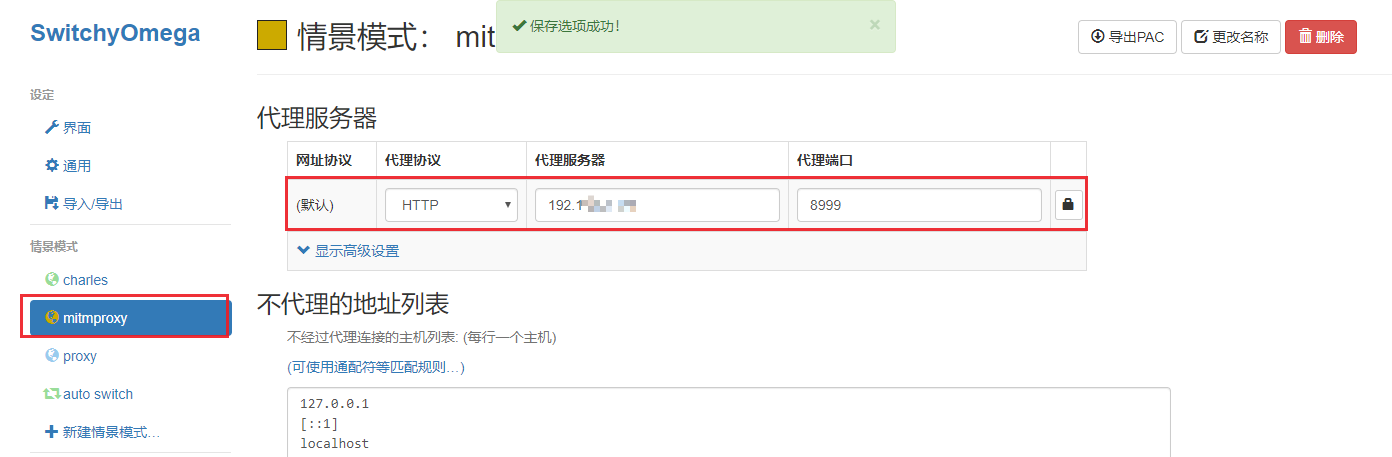 SwitchyOmega
设定
界面
通用
导入/导出
情景模式
charles
mitmproxy
proxy
auto switch
新建情景模式...
保存选项成功！
×
情景模式： mit
导出PAC
更改名称
删除
代理服务器
网址协议 代理协议 代理服务器 代理端口
(默认) HTTP 192.1 8999
显示高级设置
不代理的地址列表
不经过代理连接的主机列表: (每行一个主机)
(可使用通配符等匹配规则...)
127.0.0.1
[::1]
localhost